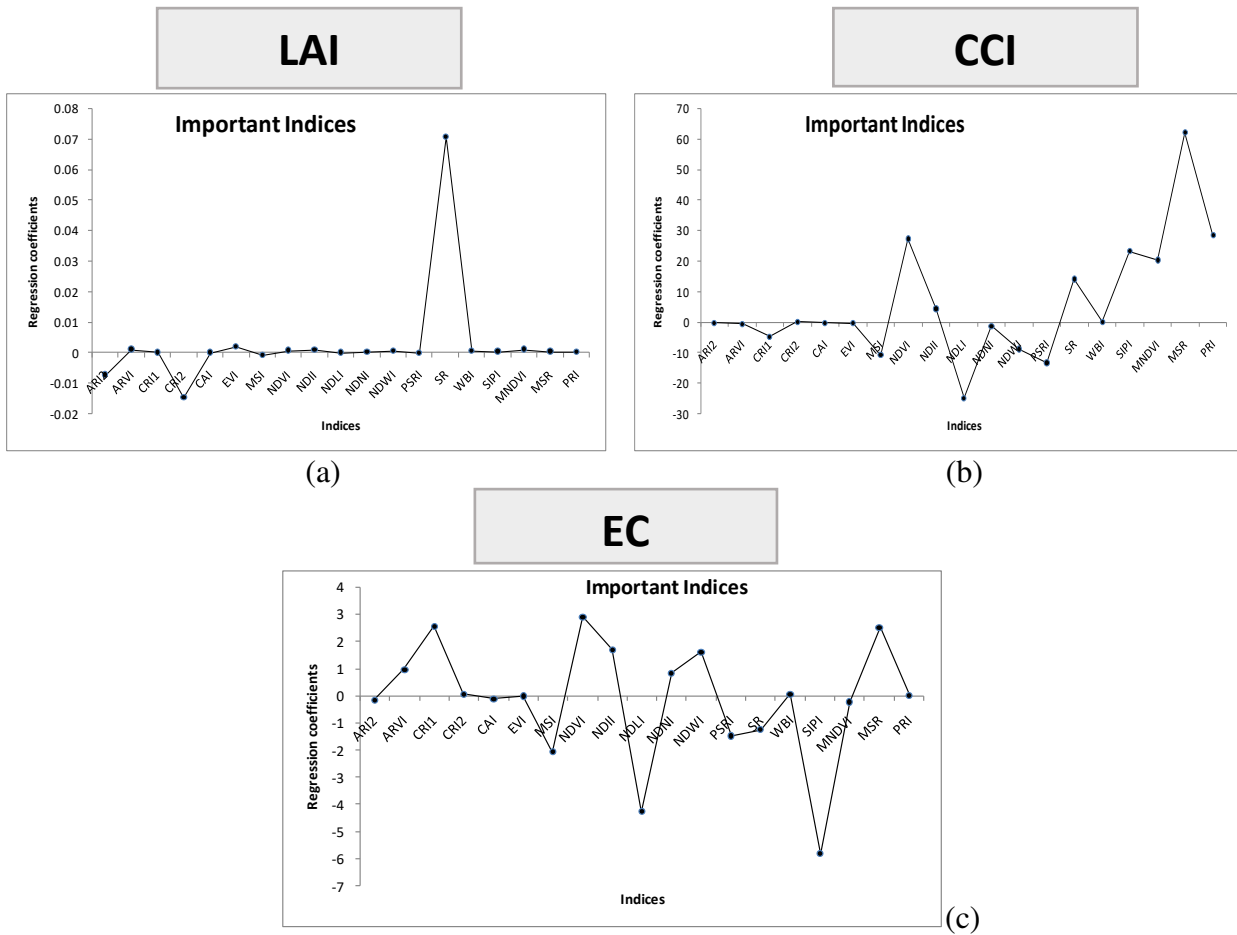 LAI
Important Indices
Regression coefficients
0.08
0.07
0.06
0.05
0.04
0.03
0.02
0.01
0
-0.01
-0.02
ARI2 ARVI CRI1 CRI2 CAI EVI MSI NDVI NDII NDLI NDNI NDWI PSRI SR WBI SIPI MNDVI MSR PRI
Indices
(a)
CCI
Important Indices
Regression coefficients
70
60
50
40
30
20
10
0
-10
-20
-30
ARI2 ARVI CRI1 CRI2 CAI EVI MSI NDVI NDII NDLI NDNI NDWI PSRI SR WBI SIPI MNDVI MSR PRI
Indices
(b)
EC
Important Indices
Regression coefficients
4
3
2
1
0
-1
-2
-3
-4
-5
-6
-7
ARI2 ARVI CRI1 CRI2 CAI EVI MSI NDVI NDII NDLI NDNI NDWI PSRI SR WBI SIPI MNDVI MSR PRI
Indices
(c)